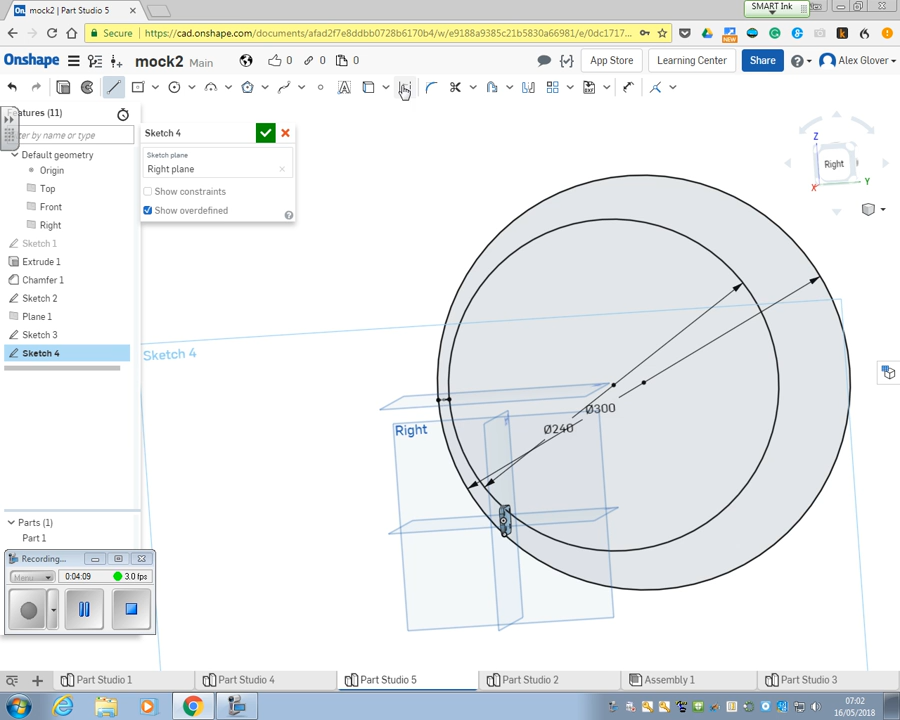 SMART Ink
On. mock2 | Part Studio 5
Secure https://cad.onshape.com/documents/afad2f7e8ddbb0728b6170b4/w/e9188a9385c21b5830a66981/e/0dc1717...
NEW
Onshape mock2 Main 0 0 0 App Store Learning Center Share Alex Glover
Features (11)
ter by name or type
Default geometry
Origin
Top
Front
Right
Sketch 1
Extrude 1
Chamfer 1
Sketch 2
Plane 1
Sketch 3
Sketch 4
Sketch 4
Sketch plane
Right plane
Show constraints
Show overdefined
Z
Right
X
Y
Sketch 4
Right
Ø300
Ø240
Parts (1)
Part 1
Recording...
Menu 0:04:09 3.0 fps
Part Studio 1 Part Studio 4 Part Studio 5 Part Studio 2 Assembly 1 Part Studio 3
07:02
16/05/2018